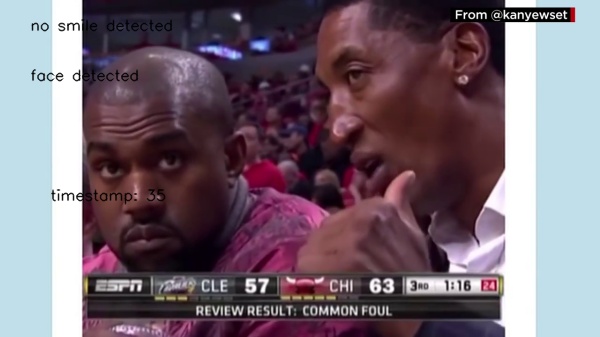 From @kanyewset
no smile detected
face detected
timestamp: 35
ESPN CLE 57 CHI 63 3RD 1:16 24
REVIEW RESULT: COMMON FOUL